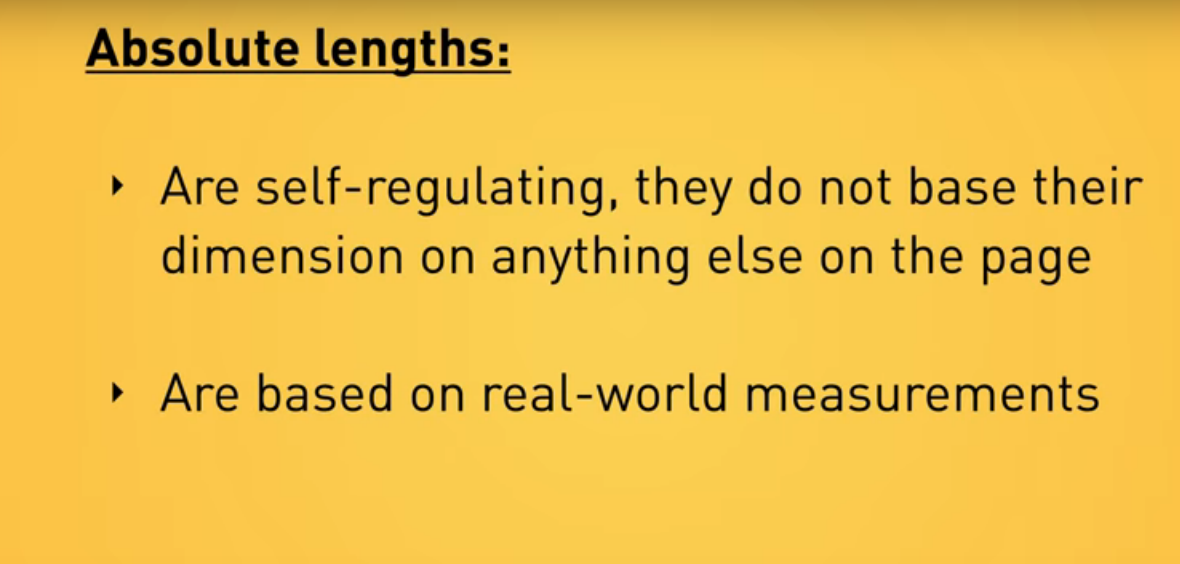 Absolute lengths:
Are self-regulating, they do not base their
dimension on anything else on the page
Are based on real-world measurements